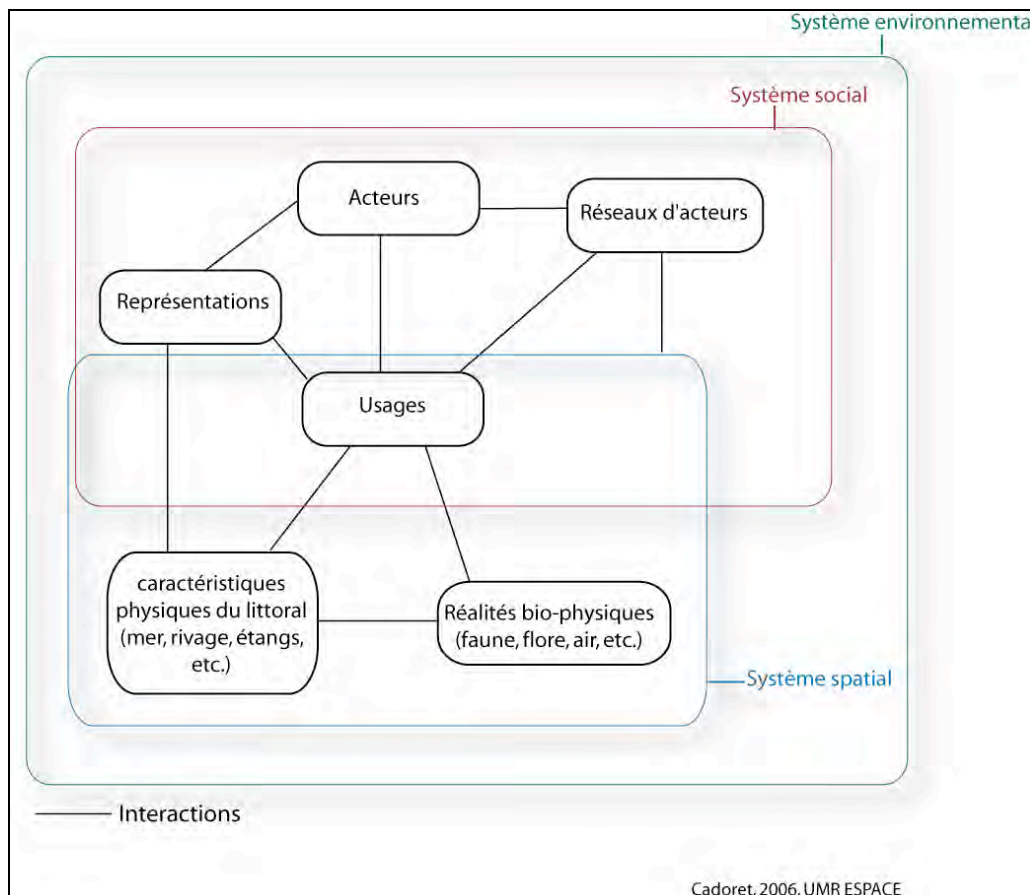 Système environnementa
Système social
Acteurs
Réseaux d'acteurs
Représentations
Usages
caractéristiques
physiques du littoral
(mer, rivage, étangs,
etc.)
Réalités bio-physiques
(faune, flore, air, etc.)
Système spatial
Interactions
Cadoret, 2006, UMR ESPACE